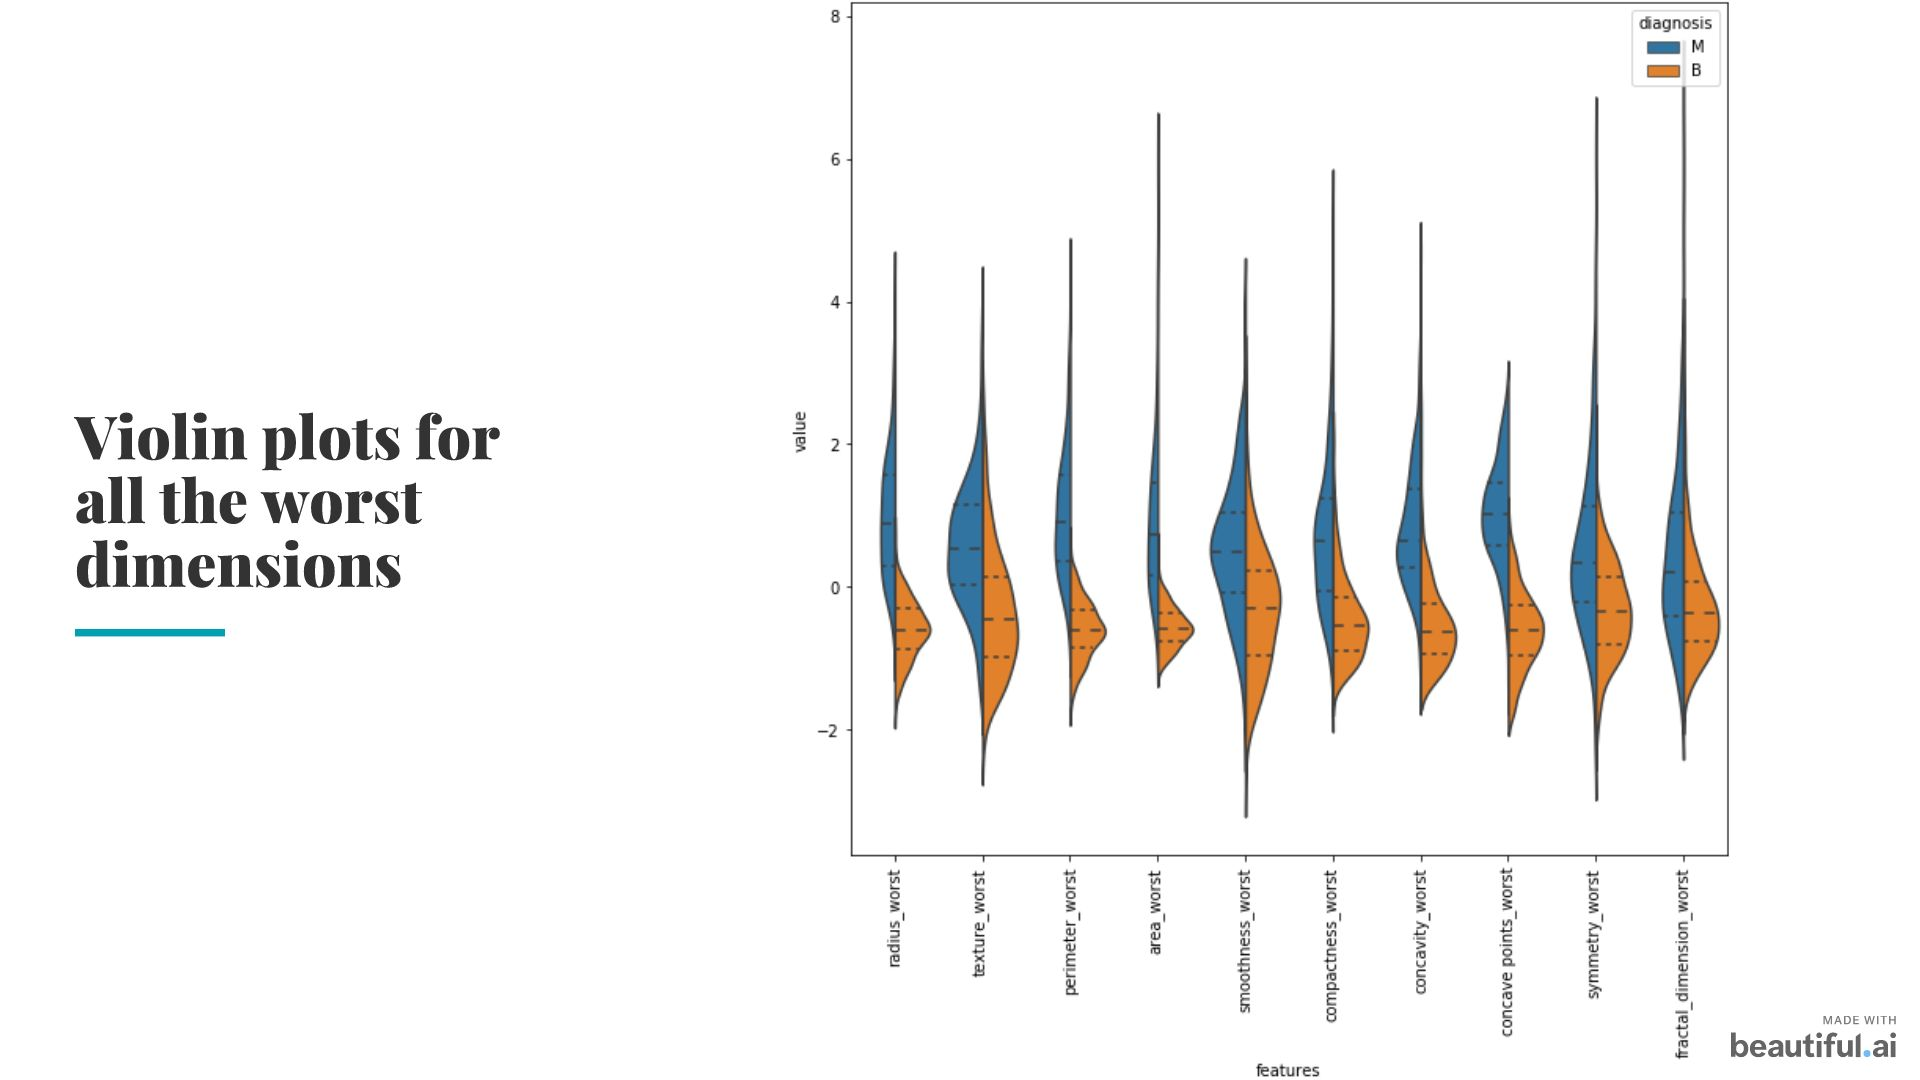 Violin plots for
all the worst
dimensions
8
6
4
2
0
−2
value
diagnosis
M
B
radius_worst
texture_worst
perimeter_worst
area_worst
smoothness_worst
compactness_worst
concavity_worst
concave points_worst
symmetry_worst
fractal_dimension_worst
features
MADE WITH
beautiful.ai